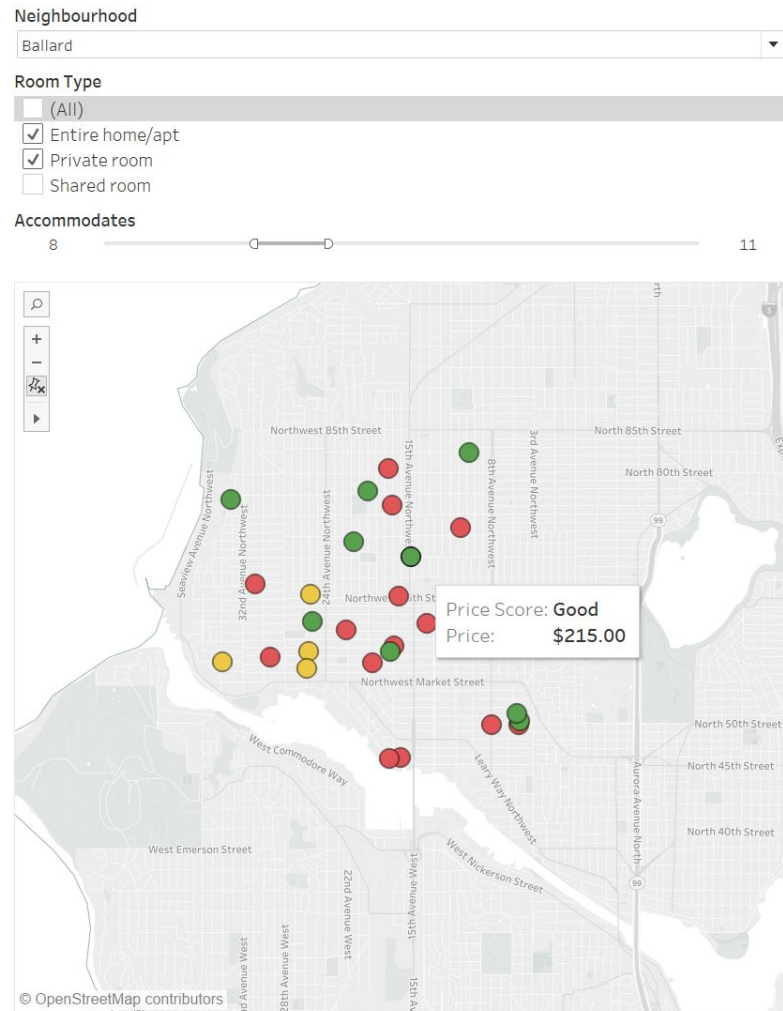 Neighbourhood
Ballard
Room Type
(All)
Entire home/apt
Private room
Shared room
Accommodates
8
11
5
Northwest 85th Street
North 85th Street
15th Avenue Northwest
8th Avenue Northwest
3rd Avenue Northwest
North 80th Street
Seaview Avenue Northwest
32nd Avenue Northwest
24th Avenue Northwest
99
Price Score: Good
Price: $215.00
Northwest Market Street
North 50th Street
West Commodore Way
Leary Way Northwest
North 45th Street
Aurora Avenue North
North 40th Street
West Emerson Street
West Nickerson Street
22nd Avenue West
15th Avenue West
99
28th Avenue West
© OpenStreetMap contributors